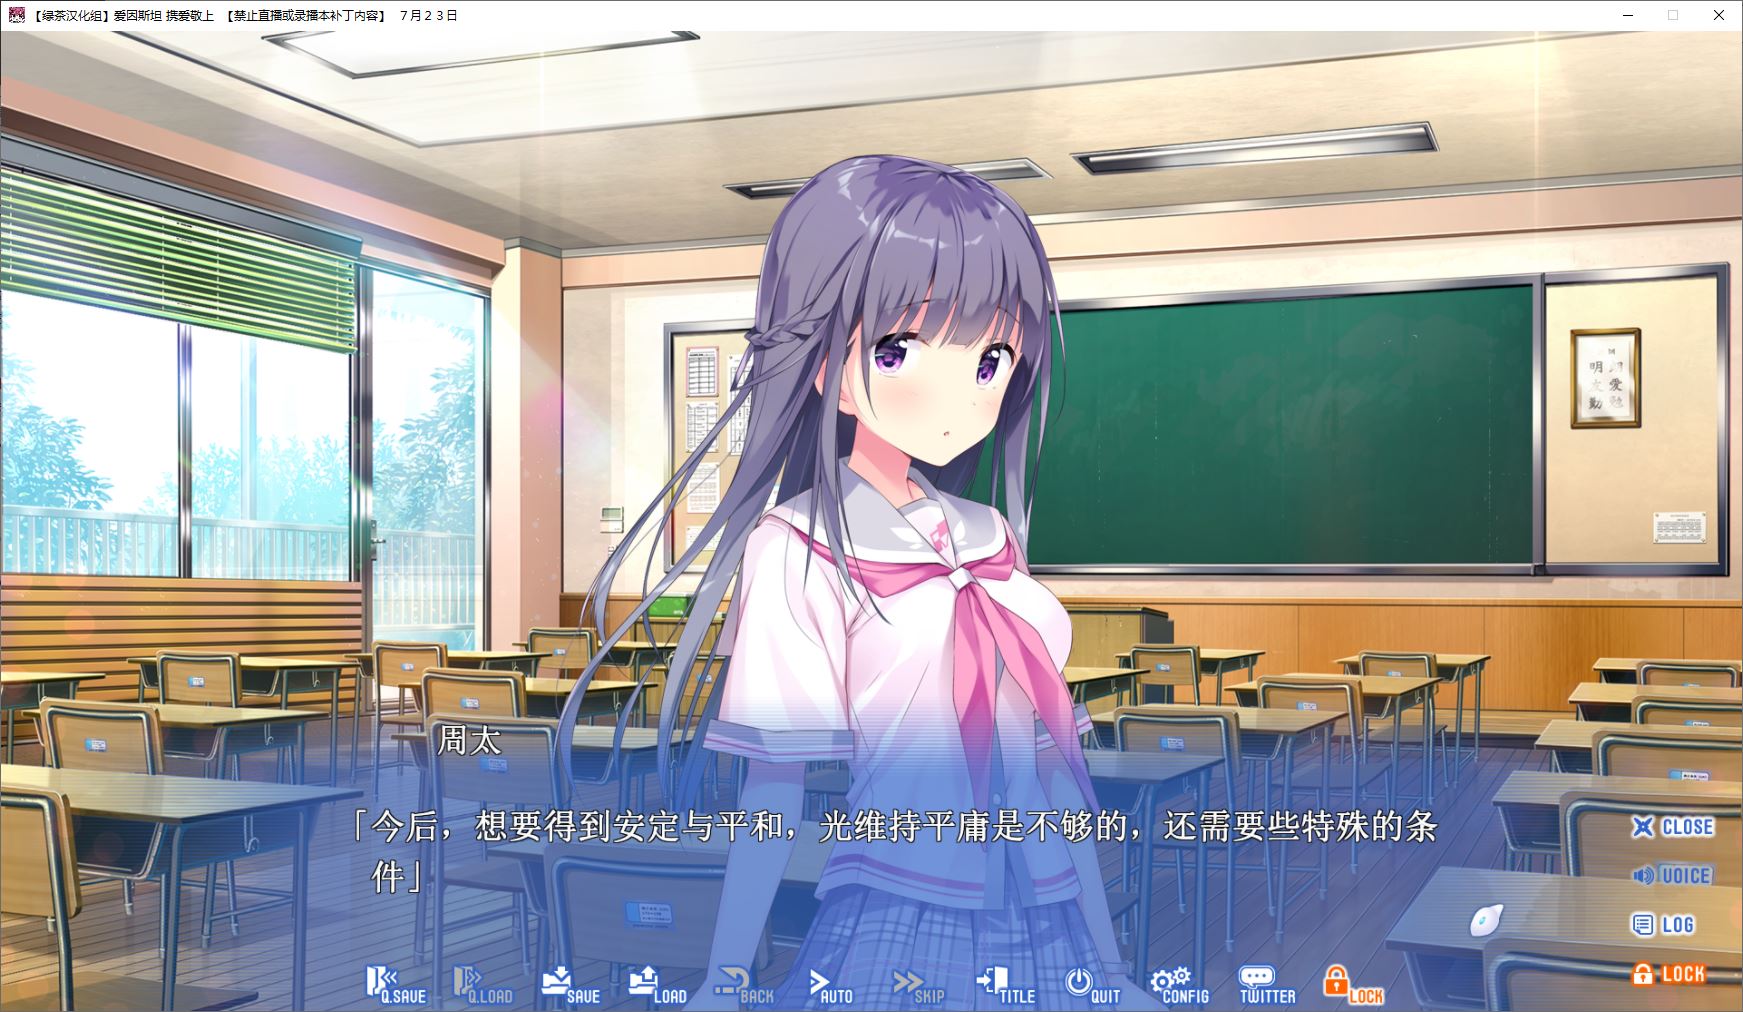 【绿茶汉化组】爱因斯坦 携爱敬上 【禁止直播或录播本补丁内容】 ７月２３日
周太
「今后，想要得到安定与平和，光维持平庸是不够的，还需要些特殊的条
件」
CLOSE
VOICE
LOG
LOCK
Q.SAVE Q.LOAD SAVE LOAD BACK AUTO SKIP TITLE QUIT CONFIG TWITTER LOCK